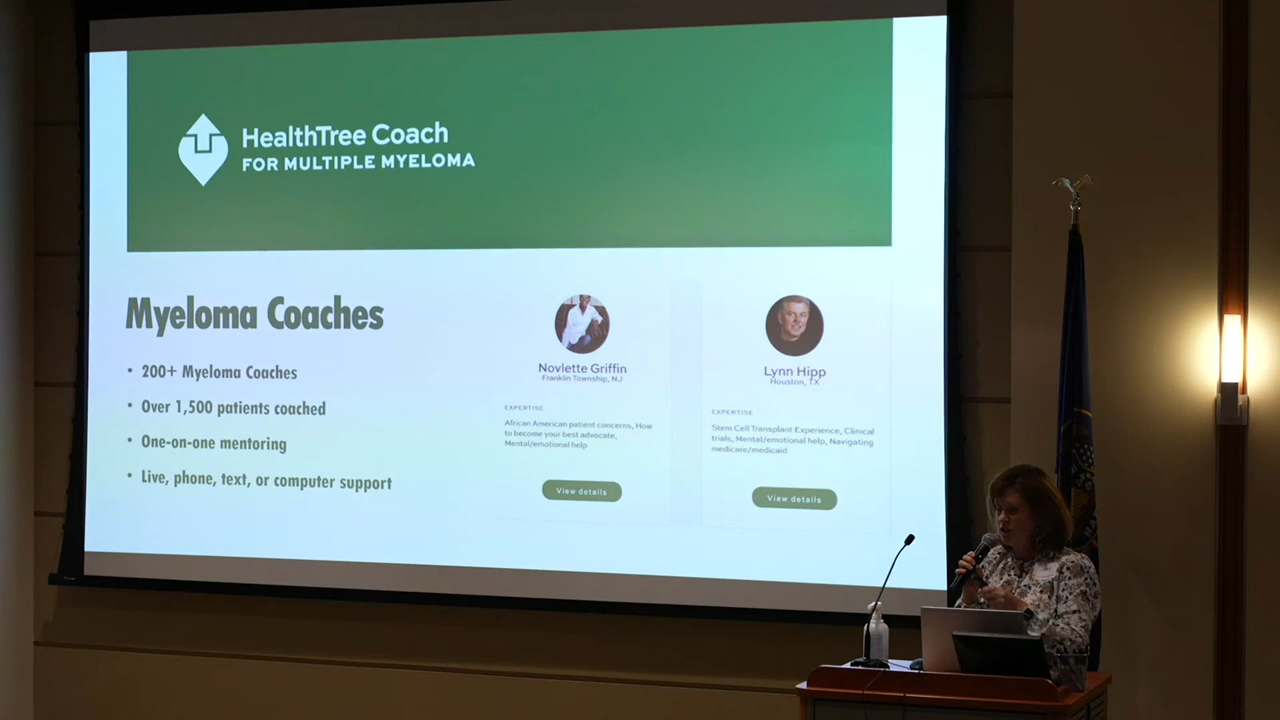 HealthTree Coach
FOR MULTIPLE MYELOMA
Myeloma Coaches
• 200+ Myeloma Coaches
• Over 1,500 patients coached
• One-on-one mentoring
• Live, phone, text, or computer support
Novlette Griffin
Franklin Township, NJ
EXPERTISE
African American patient concerns, How
to become your best advocate,
Mental/emotional help
View details
Lynn Hipp
Houston, TX
EXPERTISE
Stem Cell Transplant Experience, Clinical
trials, Mental/emotional help, Navigating
medicare/medicaid
View details